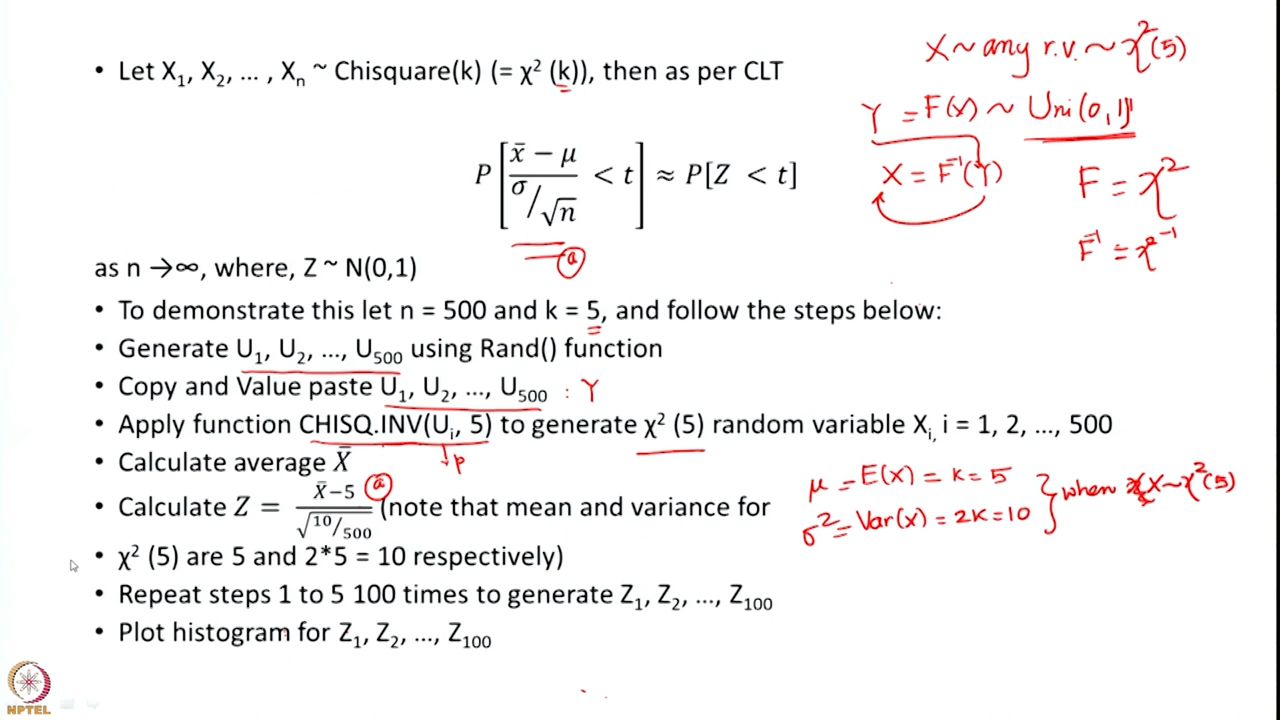 • Let X₁, X₂, ... , Xₙ ~ Chisquare(k) (= χ² (k)), then as per CLT
P[ (x̄ − μ) / (σ/√n) < t ] ≈ P[Z < t]
as n →∞, where, Z ~ N(0,1)
ⓐ
• To demonstrate this let n = 500 and k = 5, and follow the steps below:
• Generate U₁, U₂, ..., U₅₀₀ using Rand() function
• Copy and Value paste U₁, U₂, ..., U₅₀₀ : Y
• Apply function CHISQ.INV(Uᵢ, 5) to generate χ² (5) random variable Xᵢ, i = 1, 2, ..., 500
p
• Calculate average X̄
• Calculate Z = (X̄−5) / √(10/500) ⓐ (note that mean and variance for
• χ² (5) are 5 and 2*5 = 10 respectively)
• Repeat steps 1 to 5 100 times to generate Z₁, Z₂, ..., Z₁₀₀
• Plot histogram for Z₁, Z₂, ..., Z₁₀₀
X ~ any r.v. ~ χ²(5)
Y = F(X) ~ Uni(0,1)
X = F⁻¹(Y)
F = χ²
F⁻¹ = χ²⁻¹
μ = E(X) = k = 5
σ² = Var(X) = 2k = 10
when X ~ χ²(5)
NPTEL